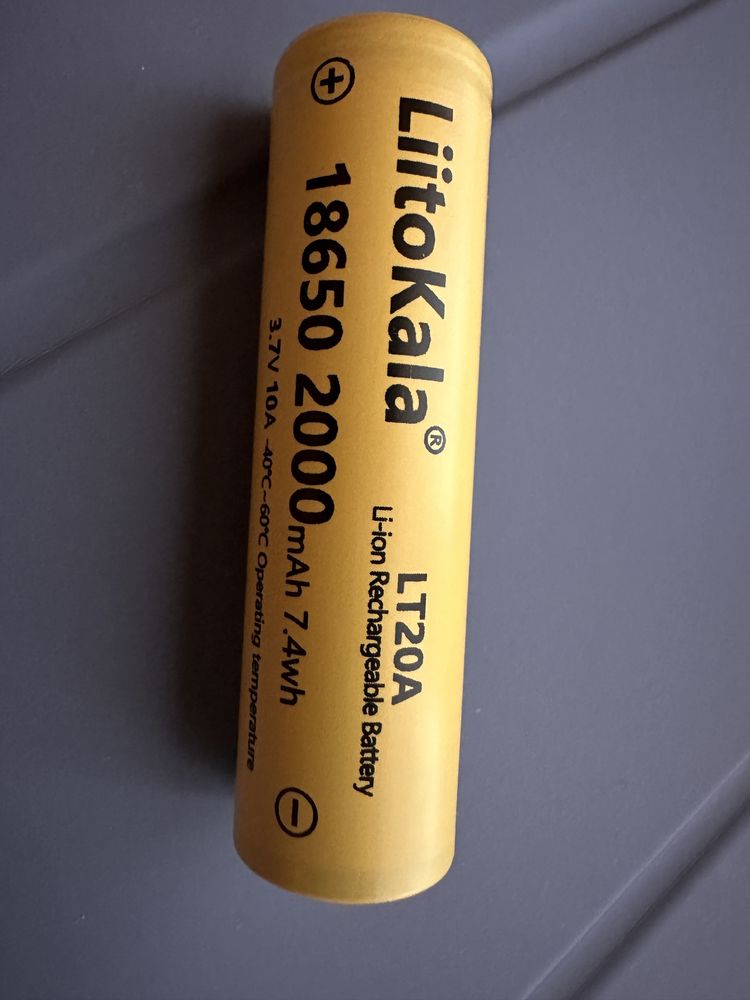 LiitoKala®
LT20A
Li-ion Rechargeable Battery
+
18650 2000mAh 7.4wh
−
3.7V 10A -40℃~60℃ Operating temperature